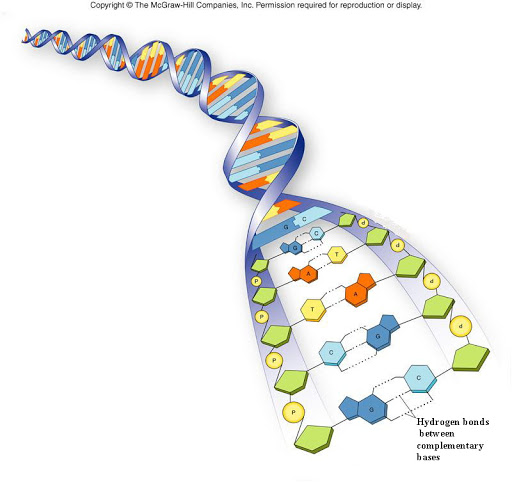 Copyright © The McGraw-Hill Companies, Inc. Permission required for reproduction or display.
G C
P
C
P
G
T
A
P
P
A
T
P
P
G
C
P
C
G
P
Hydrogen bonds
between
complementary
bases